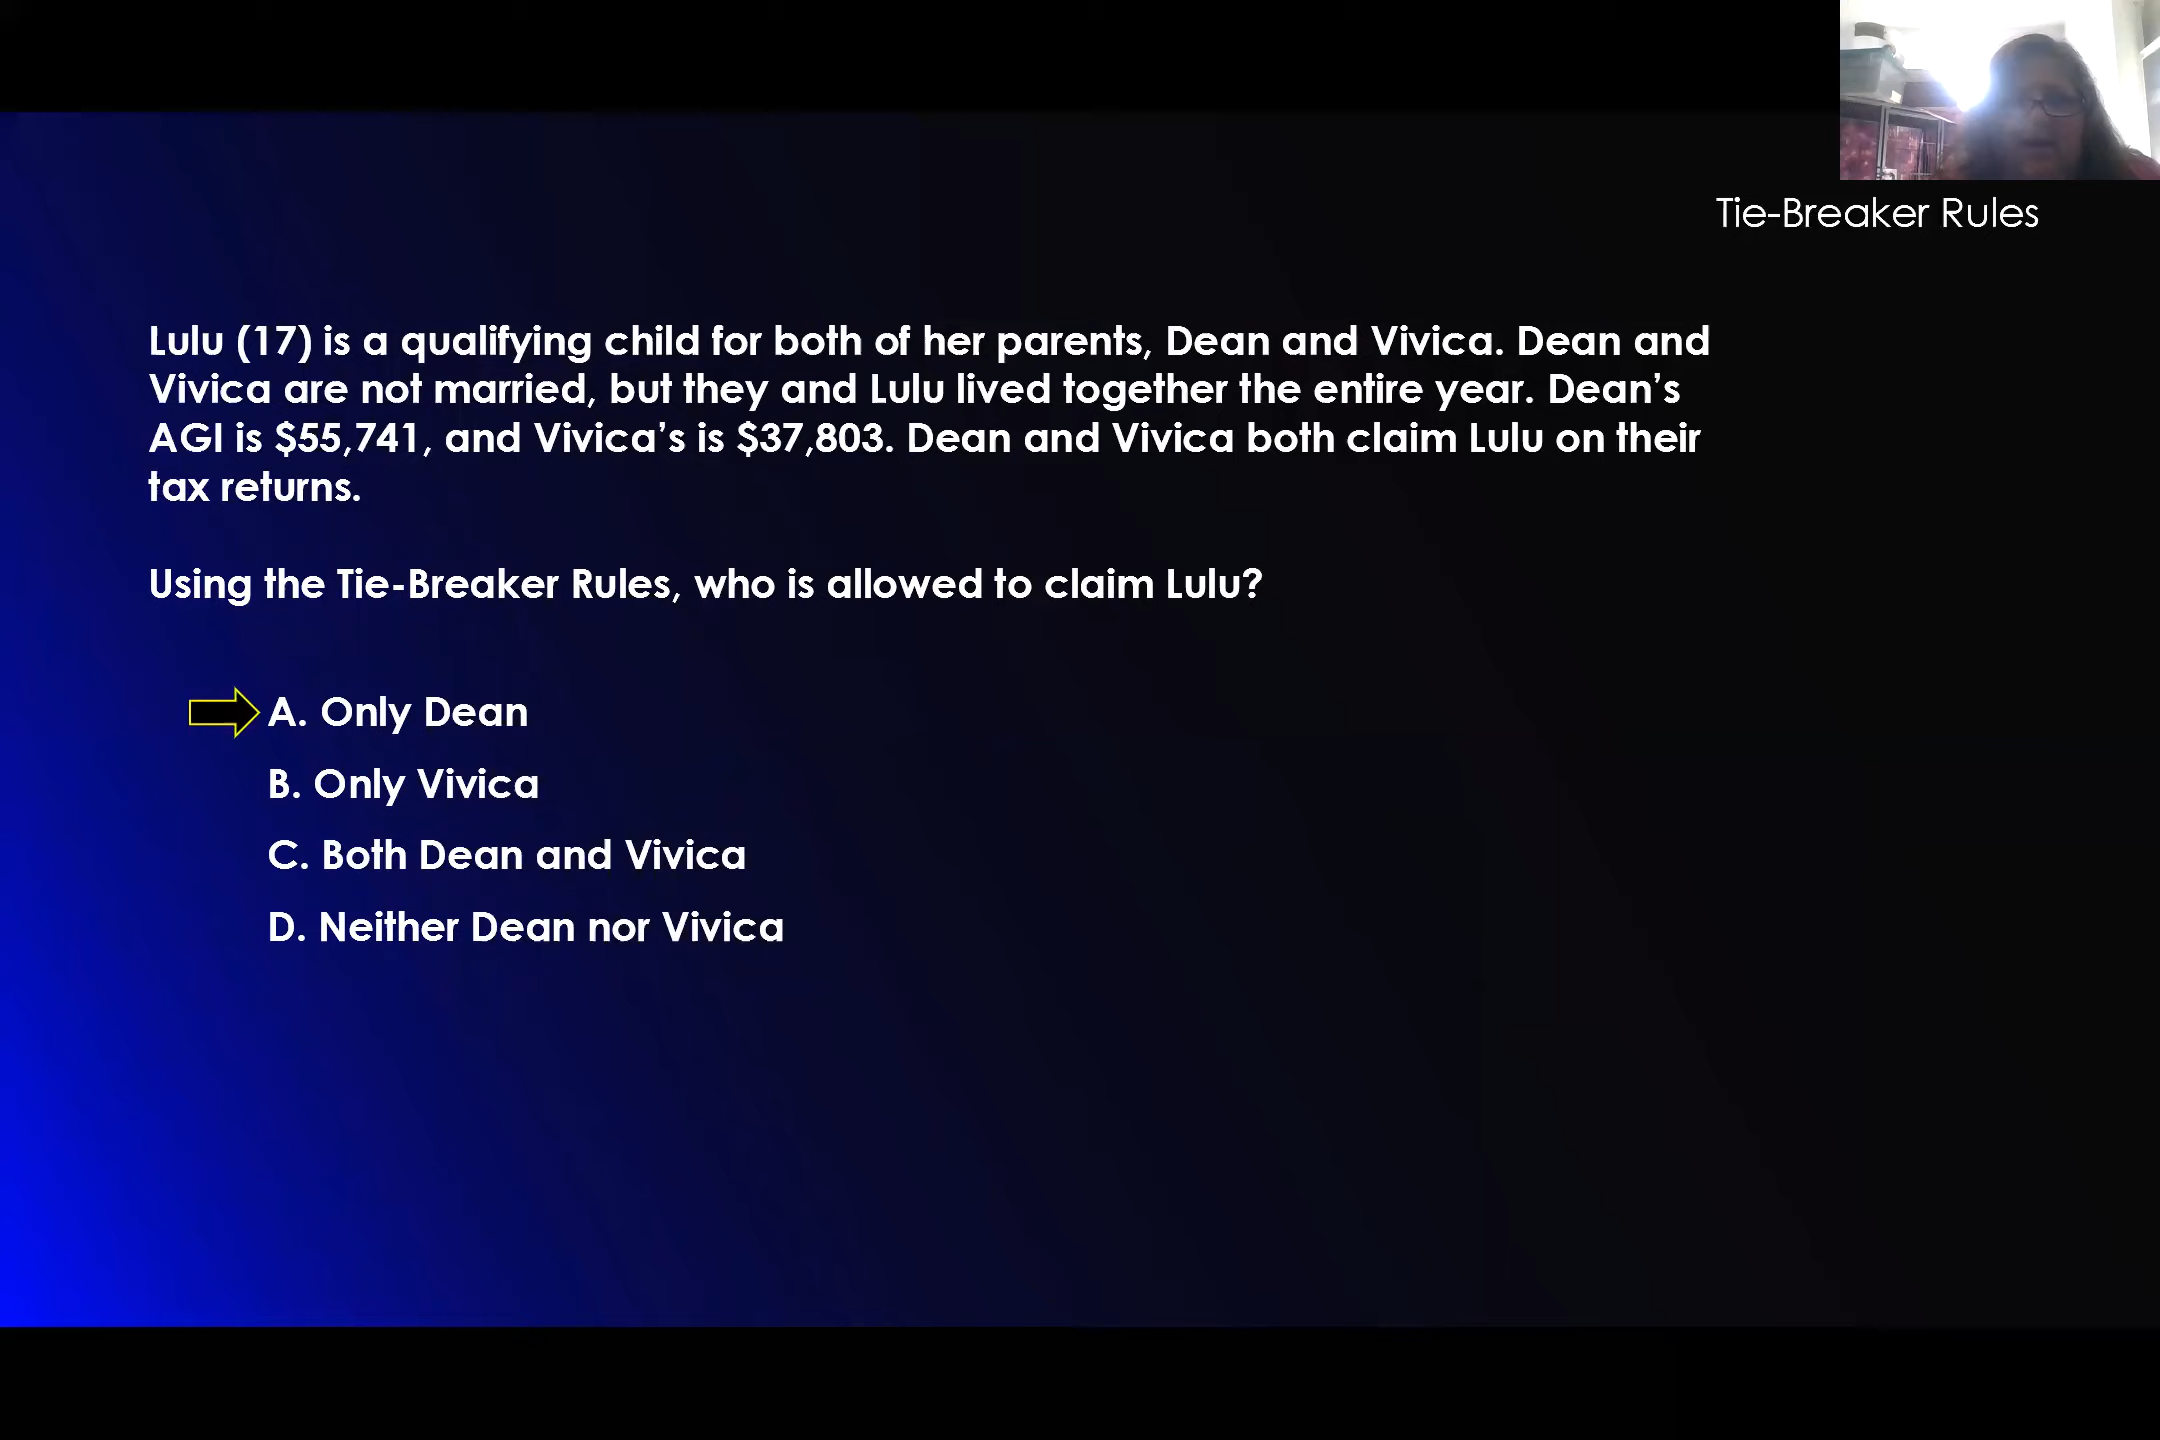 Tie-Breaker Rules
Lulu (17) is a qualifying child for both of her parents, Dean and Vivica. Dean and
Vivica are not married, but they and Lulu lived together the entire year. Dean’s
AGI is $55,741, and Vivica’s is $37,803. Dean and Vivica both claim Lulu on their
tax returns.
Using the Tie-Breaker Rules, who is allowed to claim Lulu?
A. Only Dean
B. Only Vivica
C. Both Dean and Vivica
D. Neither Dean nor Vivica